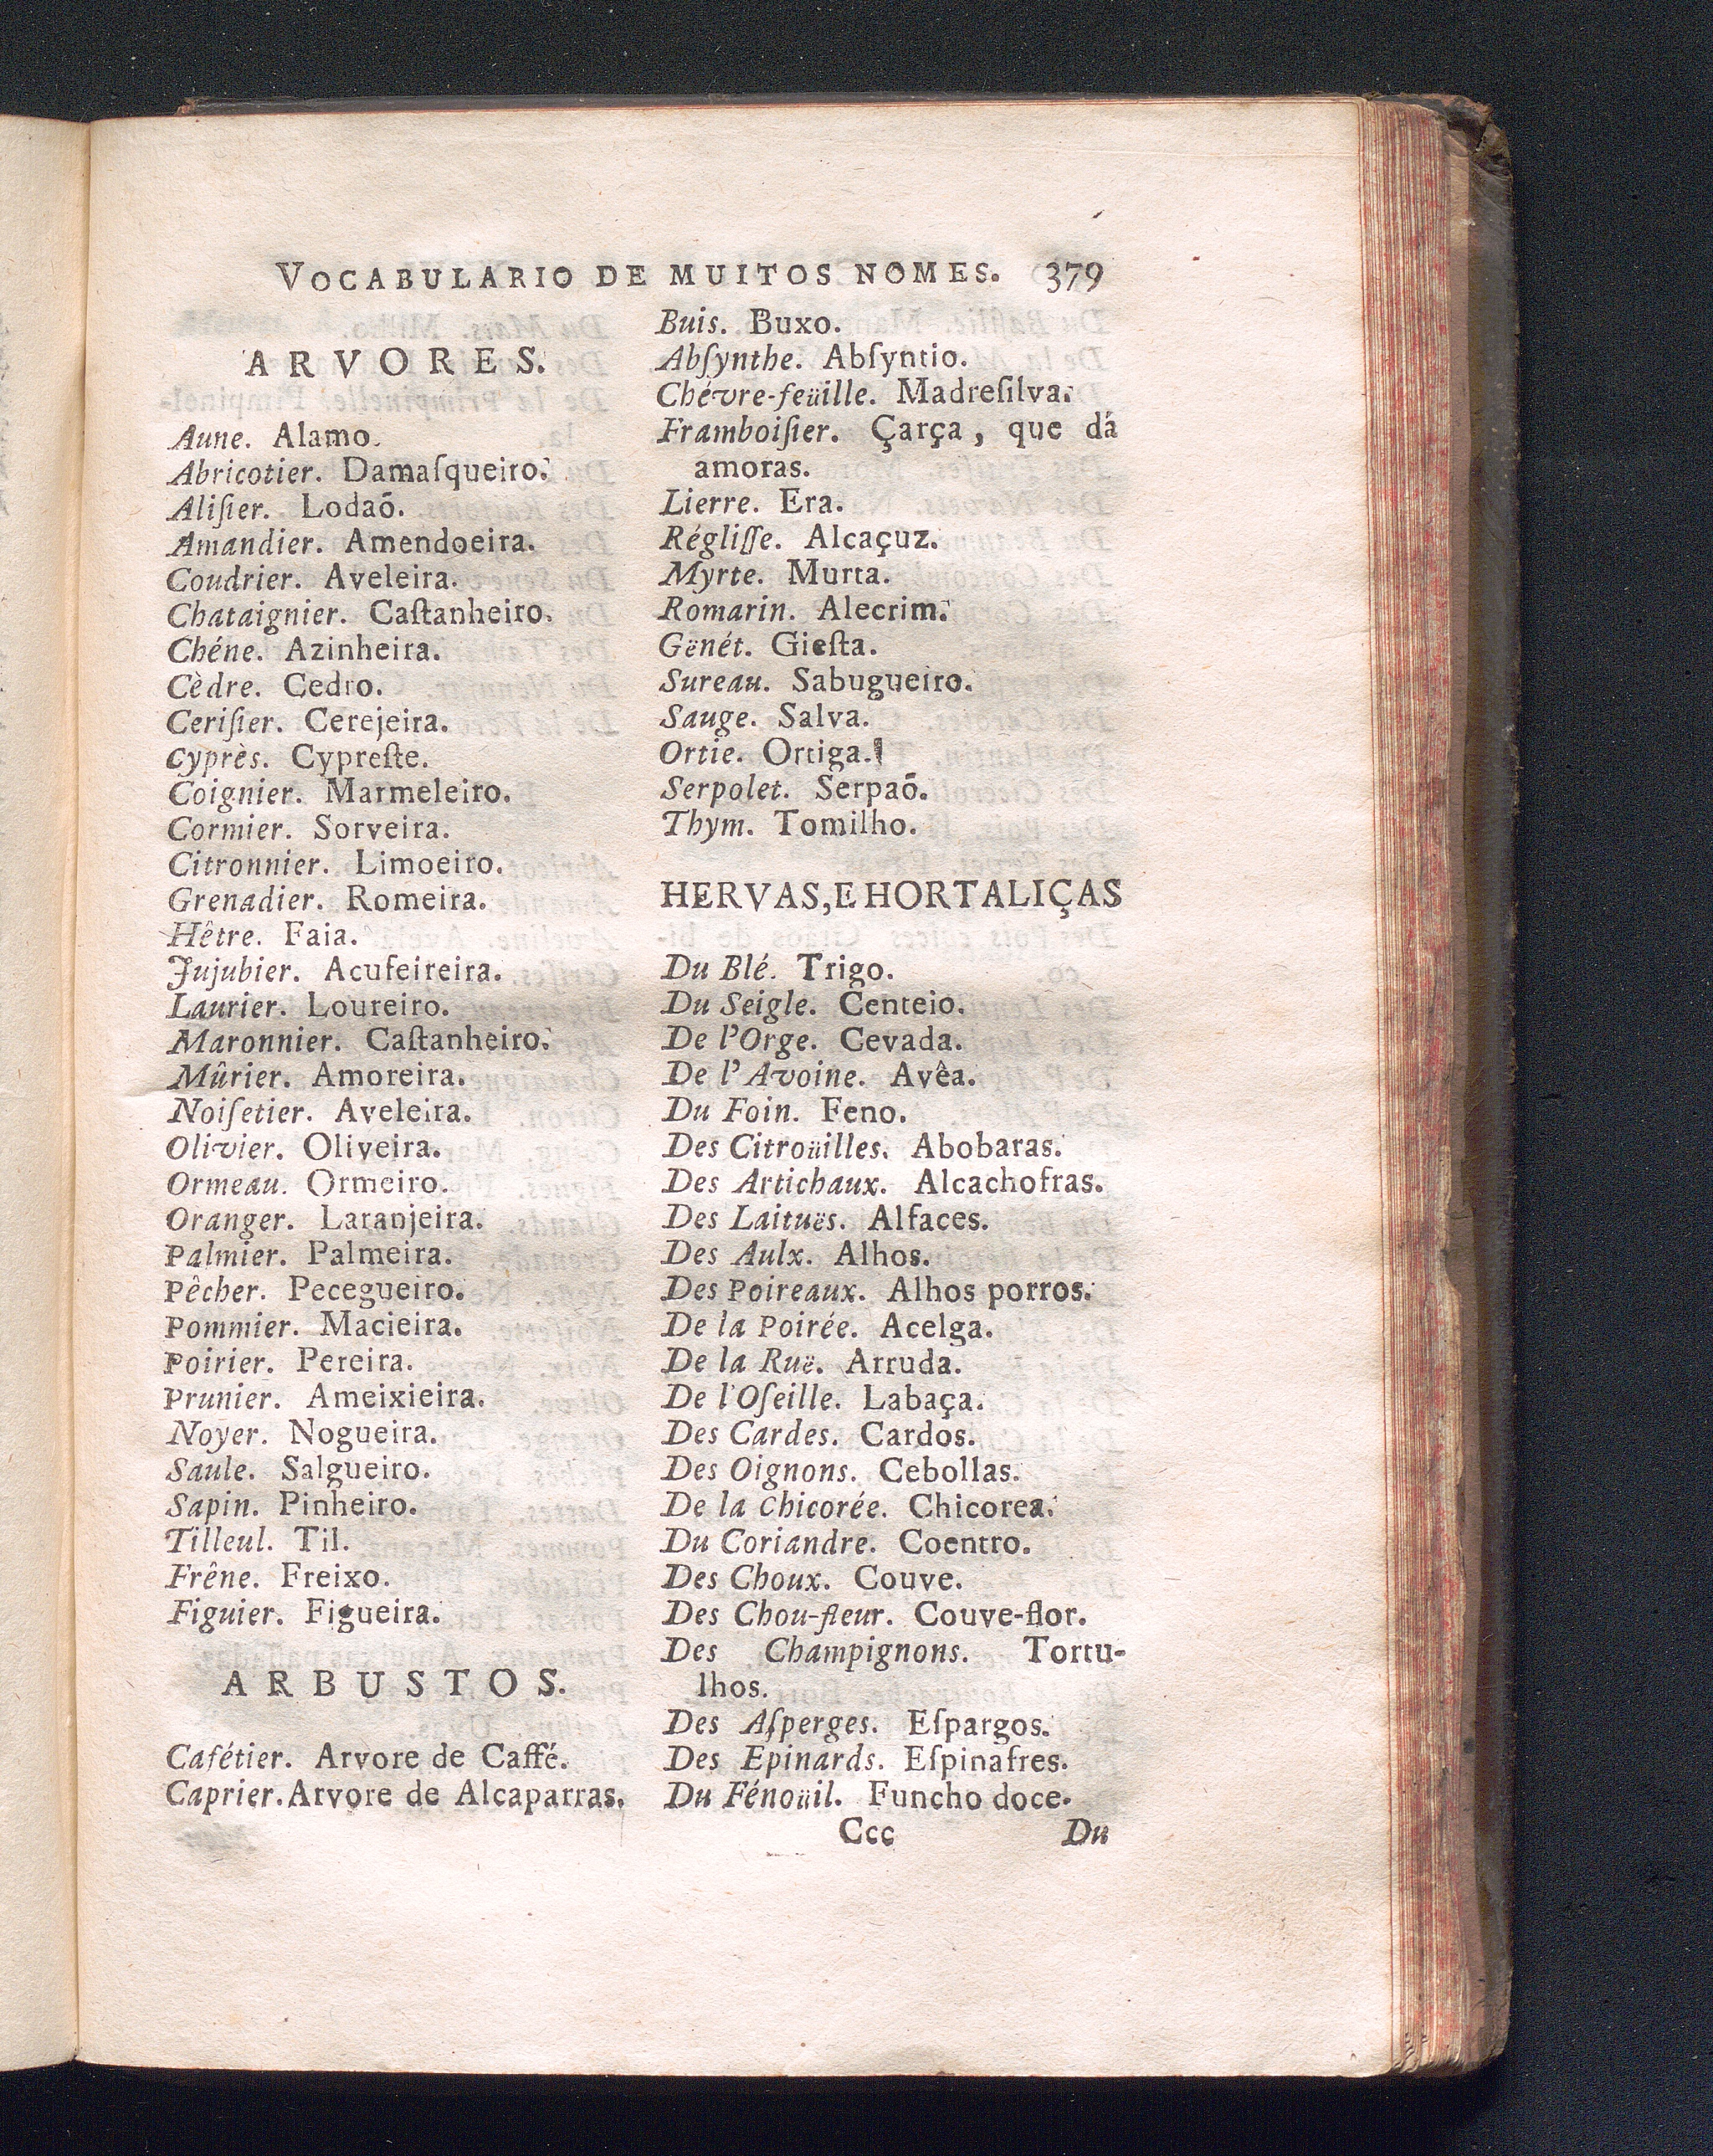 VOCABULARIO DE MUITOS NOMES. 379
ARVORES.
Aune. Alamo.
Abricotier. Damaſqueiro.
Aliſier. Lodaõ.
Amandier. Amendoeira.
Coudrier. Aveleira.
Chataignier. Caſtanheiro.
Chéne. Azinheira.
Cèdre. Cedro.
Ceriſier. Cerejeira.
Cyprès. Cypreſte.
Coignier. Marmeleiro.
Cormier. Sorveira.
Citronnier. Limoeiro.
Grenadier. Romeira.
Hêtre. Faia.
Jujubier. Acufeireira.
Laurier. Loureiro.
Maronnier. Caſtanheiro.
Mûrier. Amoreira.
Noiſetier. Aveleira.
Olivier. Oliveira.
Ormeau. Ormeiro.
Oranger. Laranjeira.
Palmier. Palmeira.
Pêcher. Pecegueiro.
Pommier. Macieira.
Poirier. Pereira.
Prunier. Ameixieira.
Noyer. Nogueira.
Saule. Salgueiro.
Sapin. Pinheiro.
Tilleul. Til.
Frêne. Freixo.
Figuier. Figueira.
ARBUSTOS.
Cafétier. Arvore de Caffé.
Caprier. Arvore de Alcaparras.
Buis. Buxo.
Abſynthe. Abſyntio.
Chévre-feüille. Madreſilva.
Framboiſier. Çarça, que dá
amoras.
Lierre. Era.
Régliſſe. Alcaçuz.
Myrte. Murta.
Romarin. Alecrim.
Gënét. Gieſta.
Sureau. Sabugueiro.
Sauge. Salva.
Ortie. Ortiga.
Serpolet. Serpaõ.
Thym. Tomilho.
HERVAS, E HORTALIÇAS
Du Blé. Trigo.
Du Seigle. Centeio.
De l'Orge. Cevada.
De l'Avoine. Avêa.
Du Foin. Feno.
Des Citroüilles. Abobaras.
Des Artichaux. Alcachofras.
Des Laituës. Alfaces.
Des Aulx. Alhos.
Des Poireaux. Alhos porros.
De la Poirée. Acelga.
De la Ruë. Arruda.
De l'Oſeille. Labaça.
Des Cardes. Cardos.
Des Oignons. Cebollas.
De la Chicorée. Chicorea.
Du Coriandre. Coentro.
Des Choux. Couve.
Des Chou-fleur. Couve-flor.
Des Champignons. Tortu-
lhos.
Des Aſperges. Eſpargos.
Des Epinards. Eſpinafres.
Du Fénoüil. Funcho doce.
Ccc Du